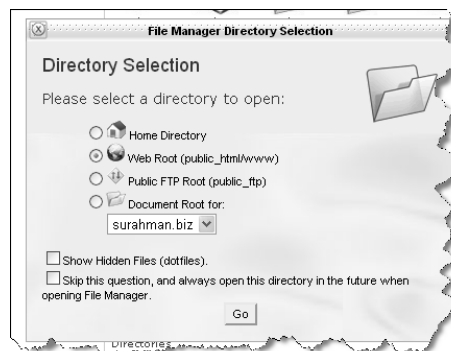 File Manager Directory Selection
Directory Selection
Please select a directory to open:
Home Directory
Web Root (public_html/www)
Public FTP Root (public_ftp)
Document Root for:
surahman.biz
Show Hidden Files (dotfiles).
Skip this question, and always open this directory in the future when
opening File Manager.
Go
Directories